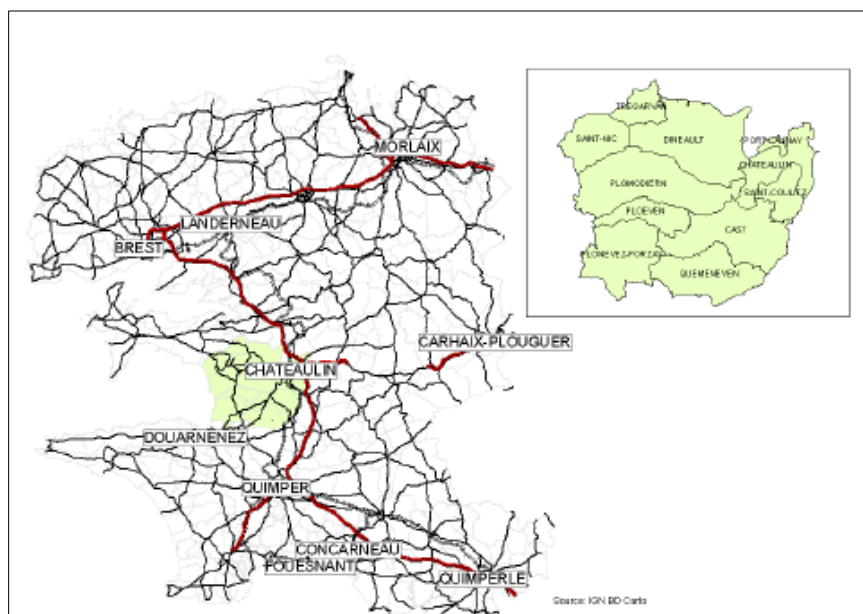 MORLAIX
LANDERNEAU
BREST
CARHAIX-PLOUGUER
CHATEAULIN
DOUARNENEZ
QUIMPER
CONCARNEAU
FOUESNANT
QUIMPERLE
TREGARVAN
SAINT-NIC
DINEAULT
PORT-LAUNAY
CHATEAULIN
PLOMODIERN
SAINT-COULITZ
PLOEVEN
CAST
PLONEVEZ-PORZAY
QUEMENEVEN
Source: IGN BD Carto